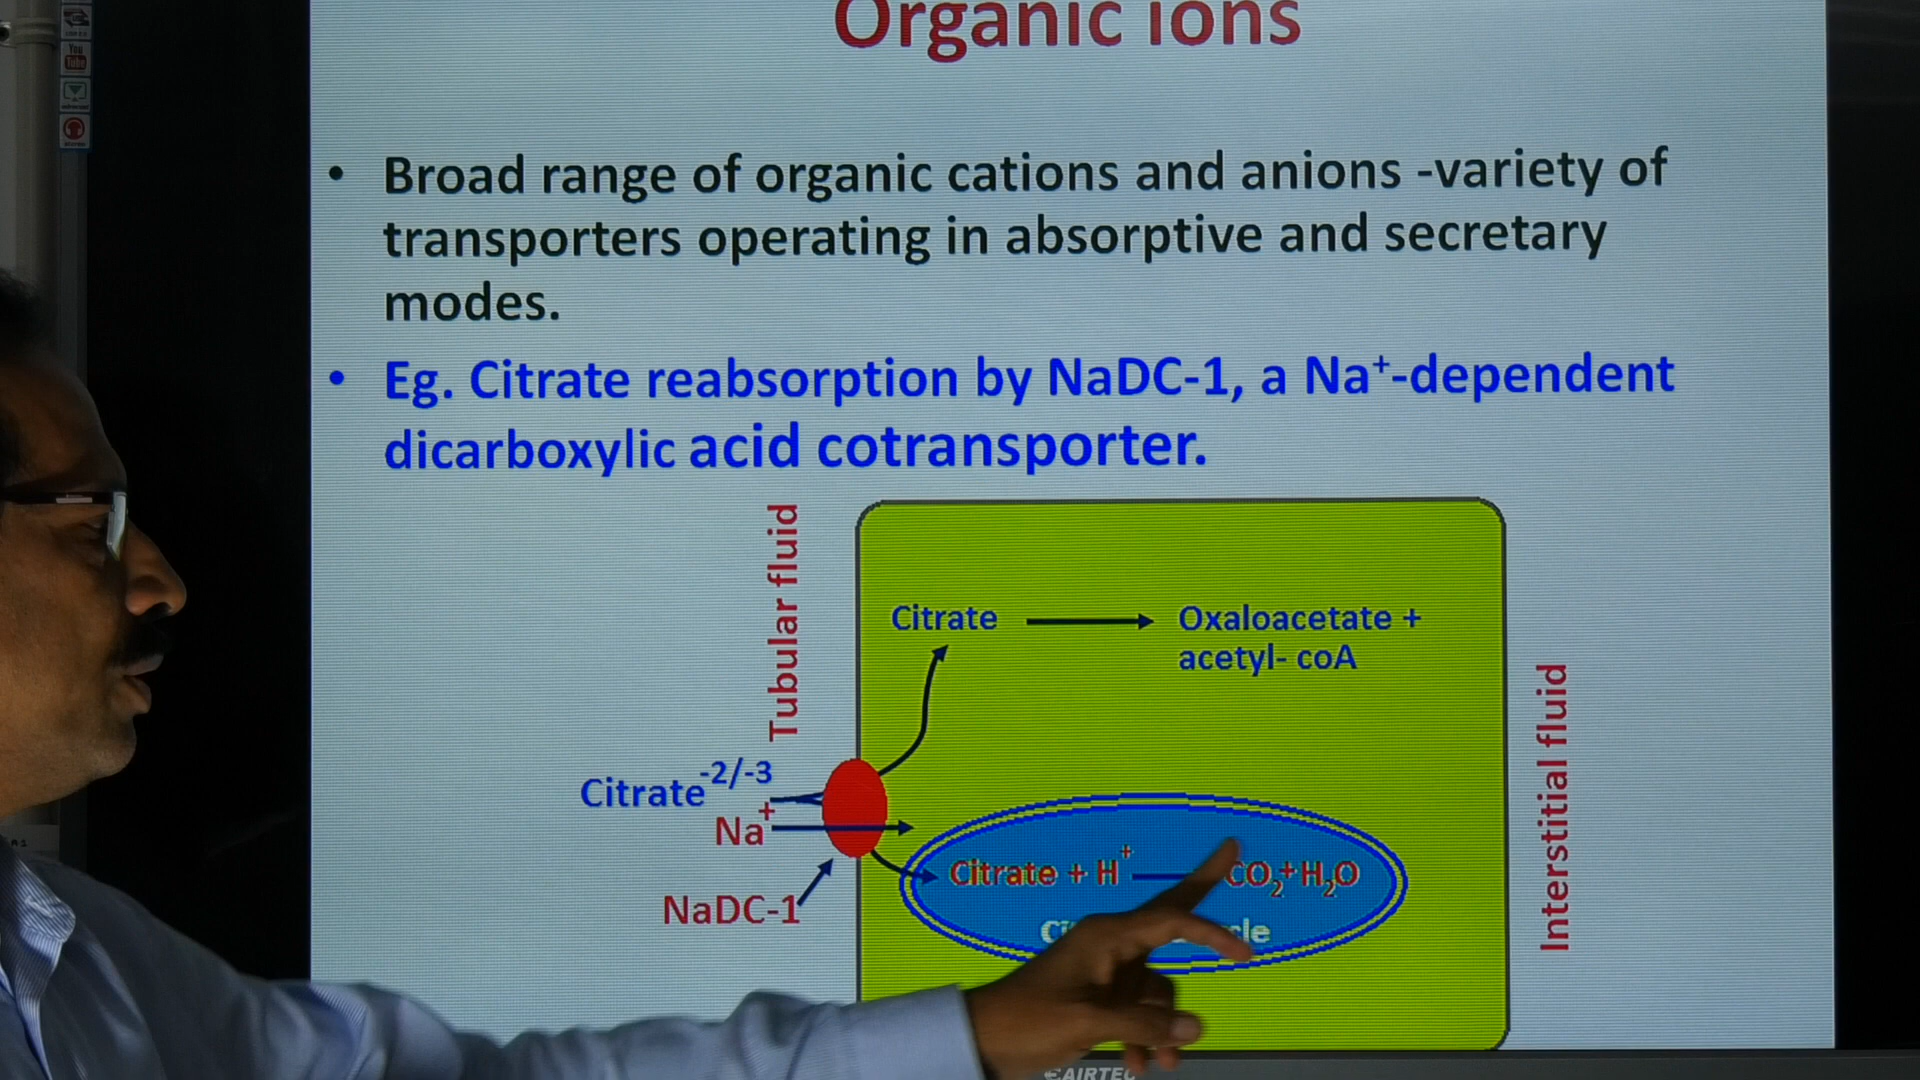 Organic ions
• Broad range of organic cations and anions -variety of
transporters operating in absorptive and secretary
modes.
• Eg. Citrate reabsorption by NaDC-1, a Na⁺-dependent
dicarboxylic acid cotransporter.
Tubular fluid
Citrate
Oxaloacetate +
acetyl- coA
Interstitial fluid
Citrate⁻²/⁻³
Na⁺
NaDC-1
Citrate + H⁺
CO₂+H₂O
You
Tube